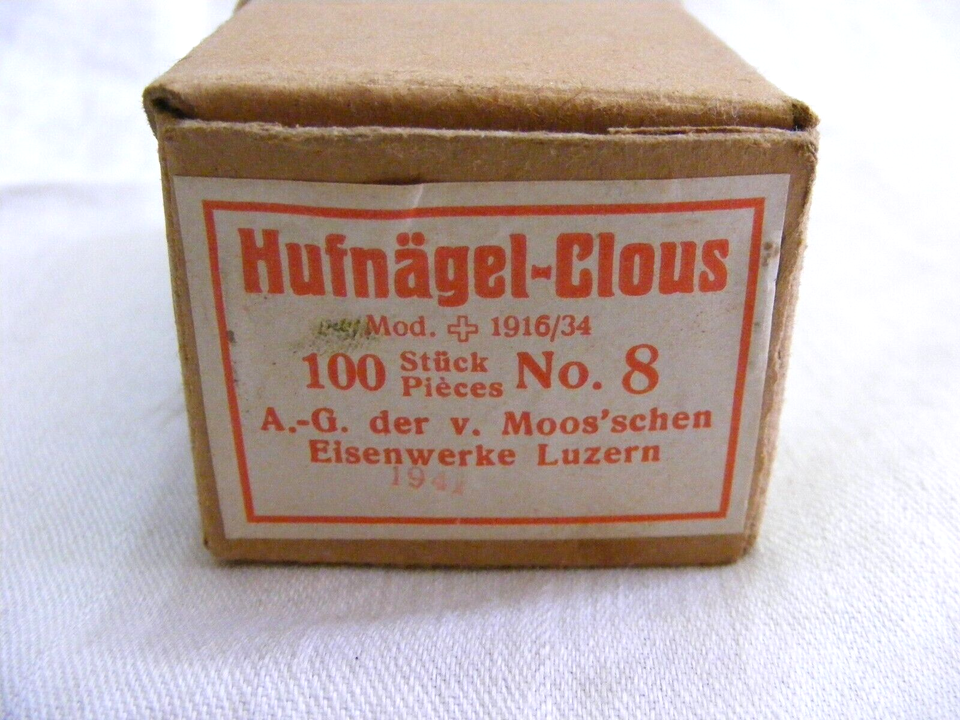 Hufnägel-Clous
Mod. 1916/34
100 Stück Pièces No. 8
A.-G. der v. Moos'schen
Eisenwerke Luzern
1941